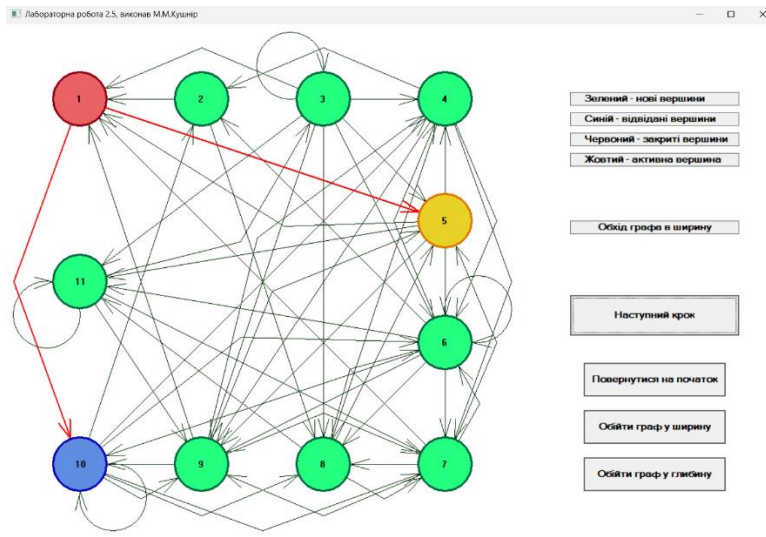 Лабораторна робота 2.5, виконав М.М.Кушнір
1
2
3
4
Зелений - нові вершини
Синій - відвідані вершини
Червоний - закриті вершини
Жовтий - активна вершина
5
Обхід графа в ширину
11
Наступний крок
6
Повернутися на початок
Обійти граф у ширину
10
9
8
7
Обійти граф у глибину